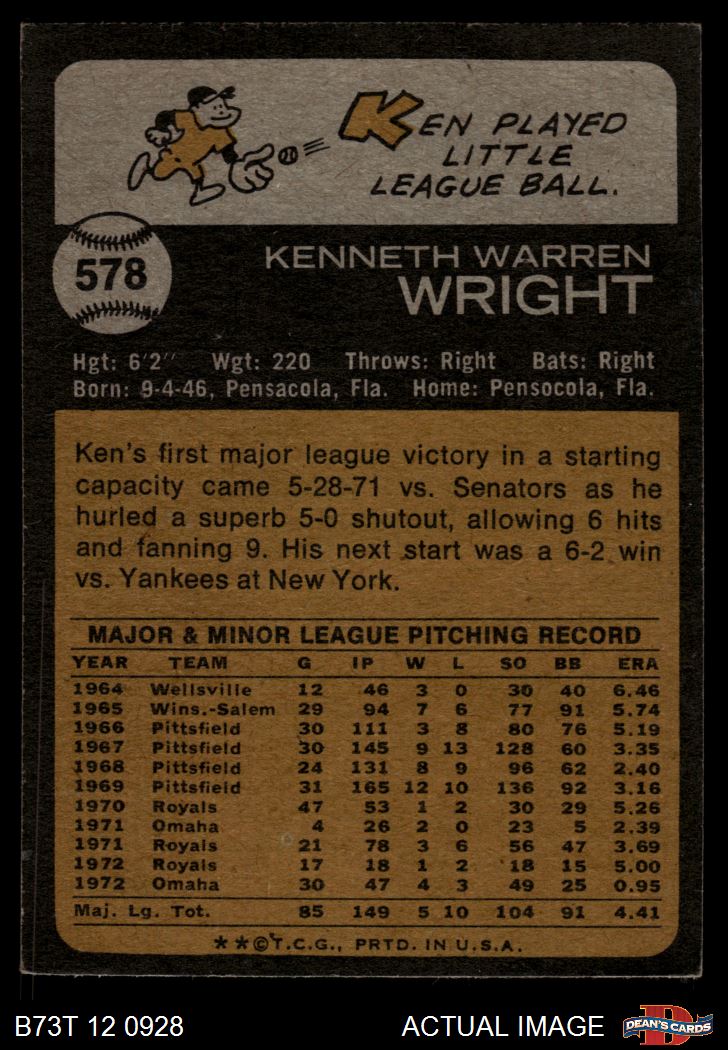 KEN PLAYED
LITTLE
LEAGUE BALL.
578
KENNETH WARREN
WRIGHT
Hgt: 6'2" Wgt: 220 Throws: Right Bats: Right
Born: 9-4-46, Pensacola, Fla. Home: Pensocola, Fla.
Ken's first major league victory in a starting
capacity came 5-28-71 vs. Senators as he
hurled a superb 5-0 shutout, allowing 6 hits
and fanning 9. His next start was a 6-2 win
vs. Yankees at New York.
MAJOR & MINOR LEAGUE PITCHING RECORD
YEAR TEAM G IP W L SO BB ERA
1964 Wellsville 12 46 3 0 30 40 6.46
1965 Wins.-Salem 29 94 7 6 77 91 5.74
1966 Pittsfield 30 111 3 8 80 76 5.19
1967 Pittsfield 30 145 9 13 128 60 3.35
1968 Pittsfield 24 131 8 9 96 62 2.40
1969 Pittsfield 31 165 12 10 136 92 3.16
1970 Royals 47 53 1 2 30 29 5.26
1971 Omaha 4 26 2 0 23 5 2.39
1971 Royals 21 78 3 6 56 47 3.69
1972 Royals 17 18 1 2 18 15 5.00
1972 Omaha 30 47 4 3 49 25 0.95
Maj. Lg. Tot. 85 149 5 10 104 91 4.41
★★©T.C.G., PRTD. IN U.S.A.
B73T 12 0928 ACTUAL IMAGE D DEAN'S CARDS